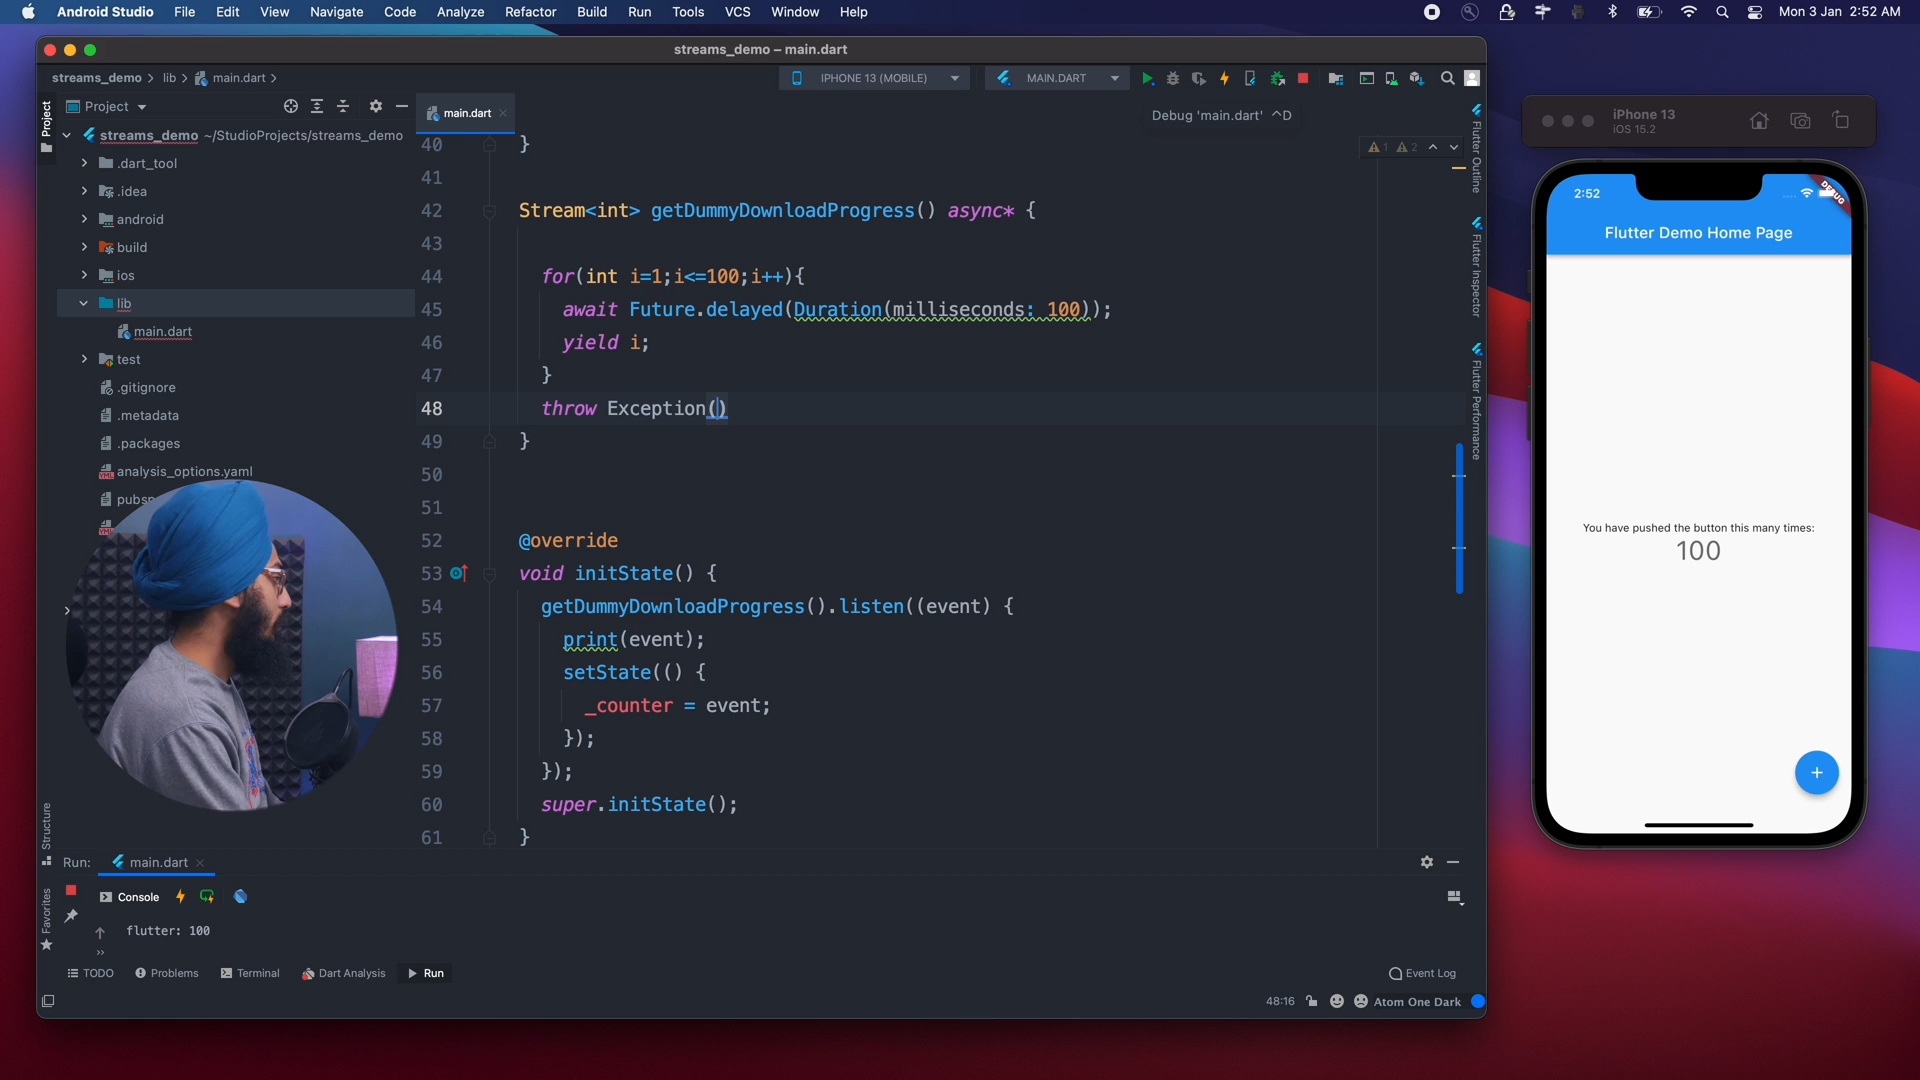 Android Studio File Edit View Navigate Code Analyze Refactor Build Run Tools VCS Window Help Mon 3 Jan 2:52 AM
streams_demo – main.dart
streams_demo lib main.dart IPHONE 13 (MOBILE) MAIN.DART
Project main.dart Debug 'main.dart' ^D
Project
streams_demo ~/StudioProjects/streams_demo
.dart_tool
.idea
android
build
ios
lib
main.dart
test
.gitignore
.metadata
.packages
analysis_options.yaml
pubsp
Structure
Favorites
1 2
40 }
41
42 Stream<int> getDummyDownloadProgress() async* {
43
44 for(int i=1;i<=100;i++){
45 await Future.delayed(Duration(milliseconds: 100));
46 yield i;
47 }
48 throw Exception()
49 }
50
51
52 @override
53 void initState() {
54 getDummyDownloadProgress().listen((event) {
55 print(event);
56 setState(() {
57 _counter = event;
58 });
59 });
60 super.initState();
61 }
Flutter Outline
Flutter Inspector
Flutter Performance
Run: main.dart
Console
flutter: 100
TODO Problems Terminal Dart Analysis Run Event Log
48:16 Atom One Dark
iPhone 13
iOS 15.2
2:52
DEBUG
Flutter Demo Home Page
You have pushed the button this many times:
100
+